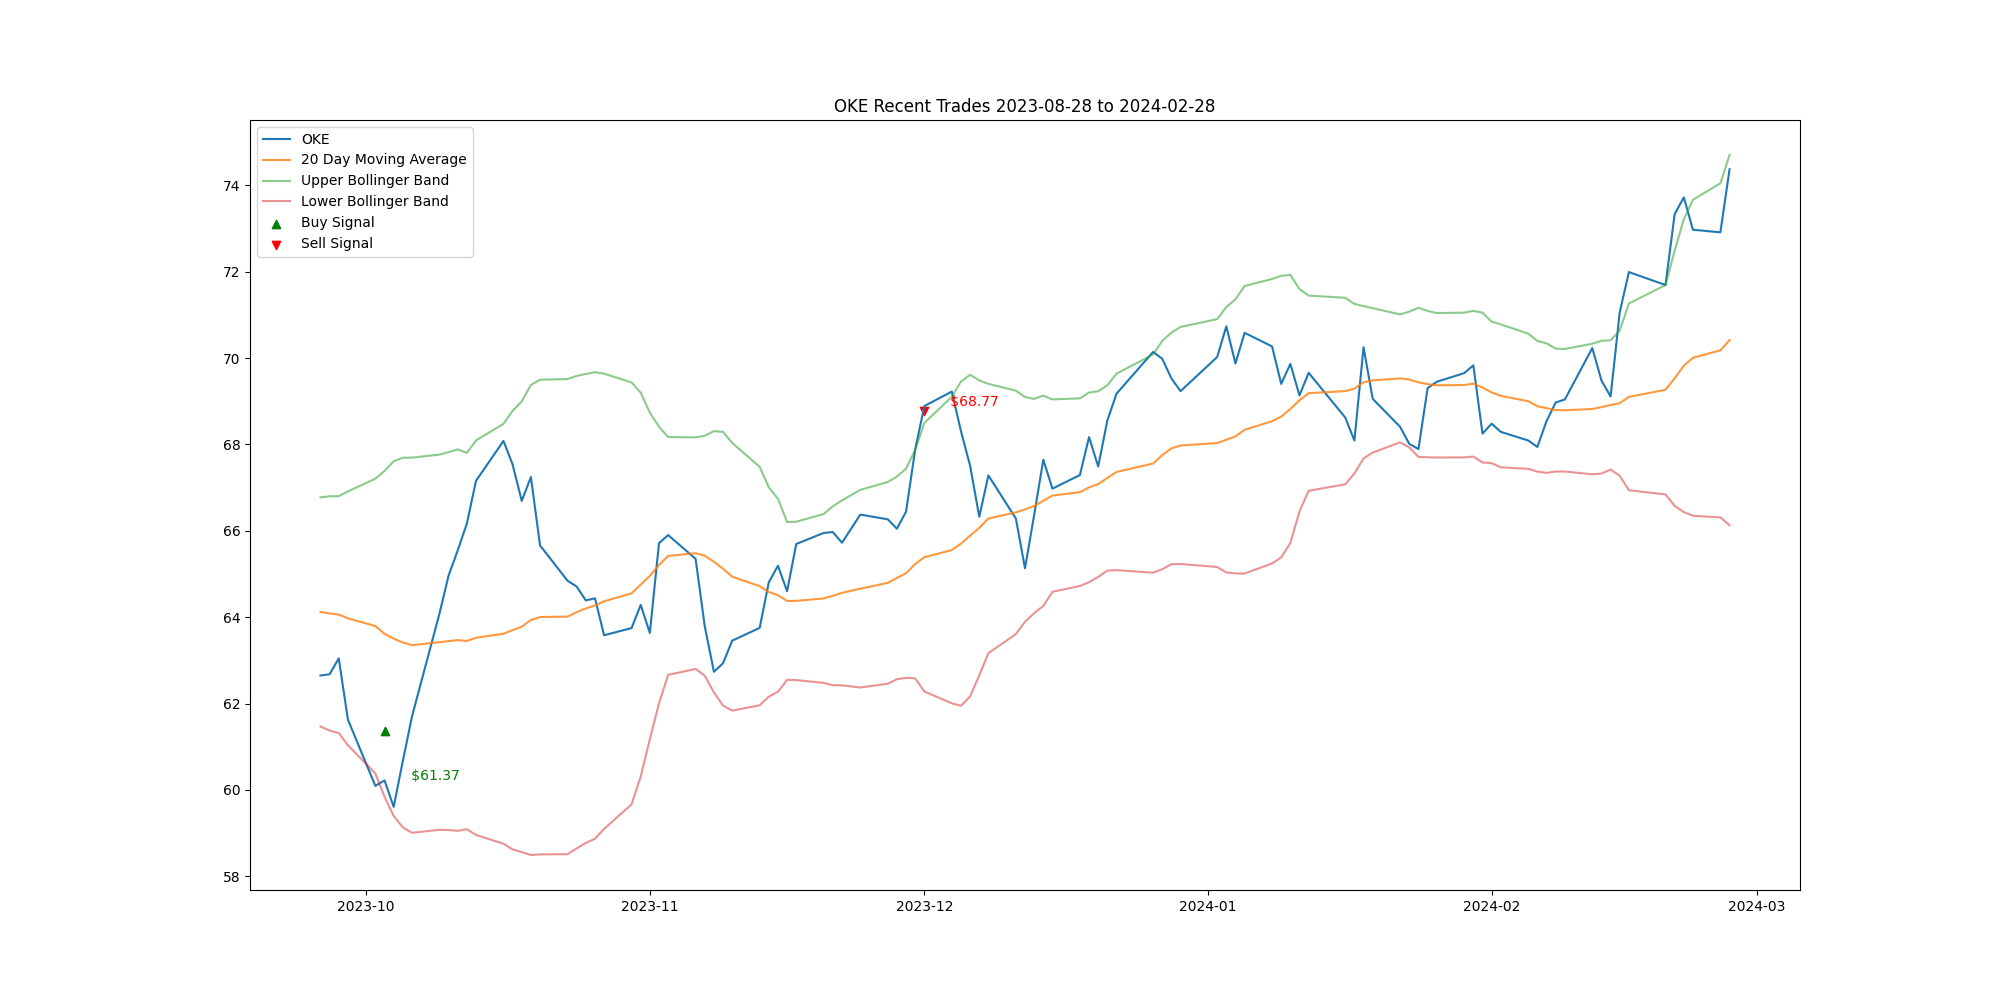 OKE Recent Trades 2023-08-28 to 2024-02-28
OKE
20 Day Moving Average
Upper Bollinger Band
Lower Bollinger Band
Buy Signal
Sell Signal
74
72
70
68
66
64
62
60
58
$68.77
$61.37
2023-10
2023-11
2023-12
2024-01
2024-02
2024-03